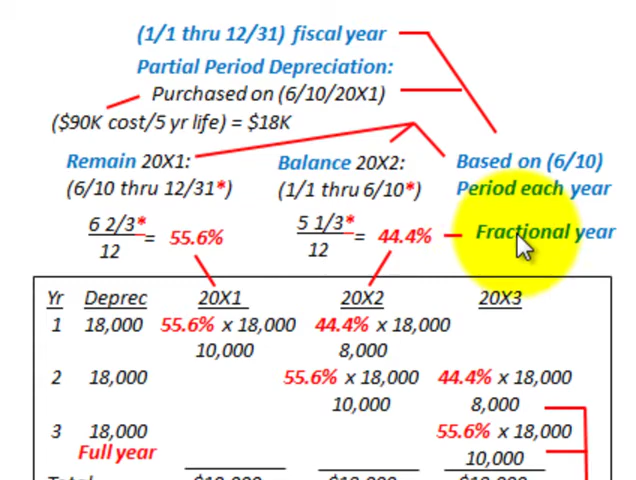 (1/1 thru 12/31) fiscal year
Partial Period Depreciation:
Purchased on (6/10/20X1)
($90K cost/5 yr life) = $18K
Remain 20X1: Balance 20X2: Based on (6/10)
(6/10 thru 12/31*) (1/1 thru 6/10*) Period each year
6 2/3* 5 1/3* Fractional year
= 55.6% = 44.4%
12 12
Yr Deprec 20X1 20X2 20X3
1 18,000 55.6% x 18,000 44.4% x 18,000
10,000 8,000
2 18,000 55.6% x 18,000 44.4% x 18,000
10,000 8,000
3 18,000 55.6% x 18,000
Full year 10,000
Total